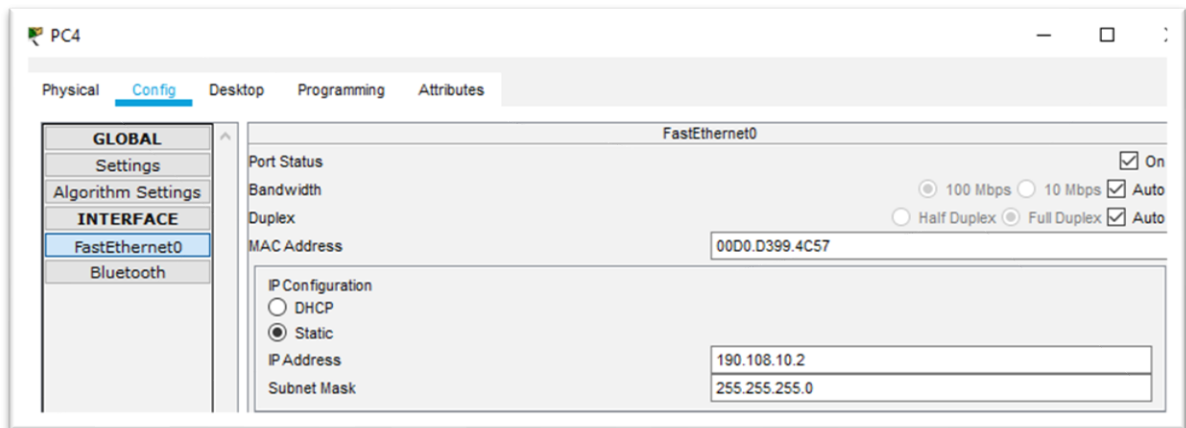 PC4
Physical Config Desktop Programming Attributes
GLOBAL
Settings
Algorithm Settings
INTERFACE
FastEthernet0
Bluetooth
FastEthernet0
Port Status On
Bandwidth 100 Mbps 10 Mbps Auto
Duplex Half Duplex Full Duplex Auto
MAC Address 00D0.D399.4C57
IP Configuration
DHCP
Static
IP Address 190.108.10.2
Subnet Mask 255.255.255.0